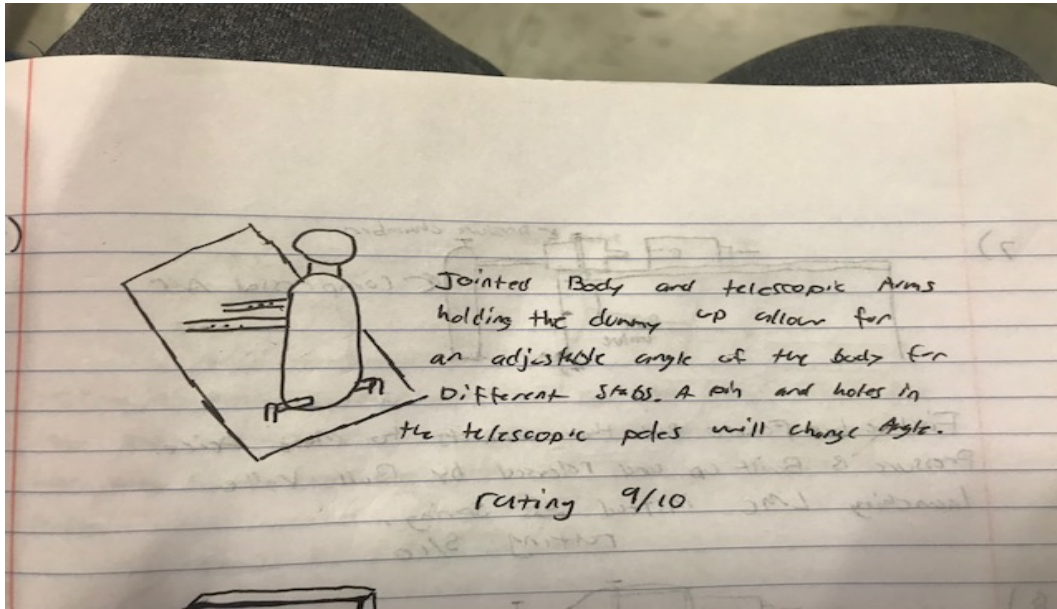 )
Jointed Body and telescopic Arms
holding the dummy up allow for
an adjustable angle of the body for
Different Stabs. A pin and holes in
the telescopic poles will change Angle.
rating 9/10